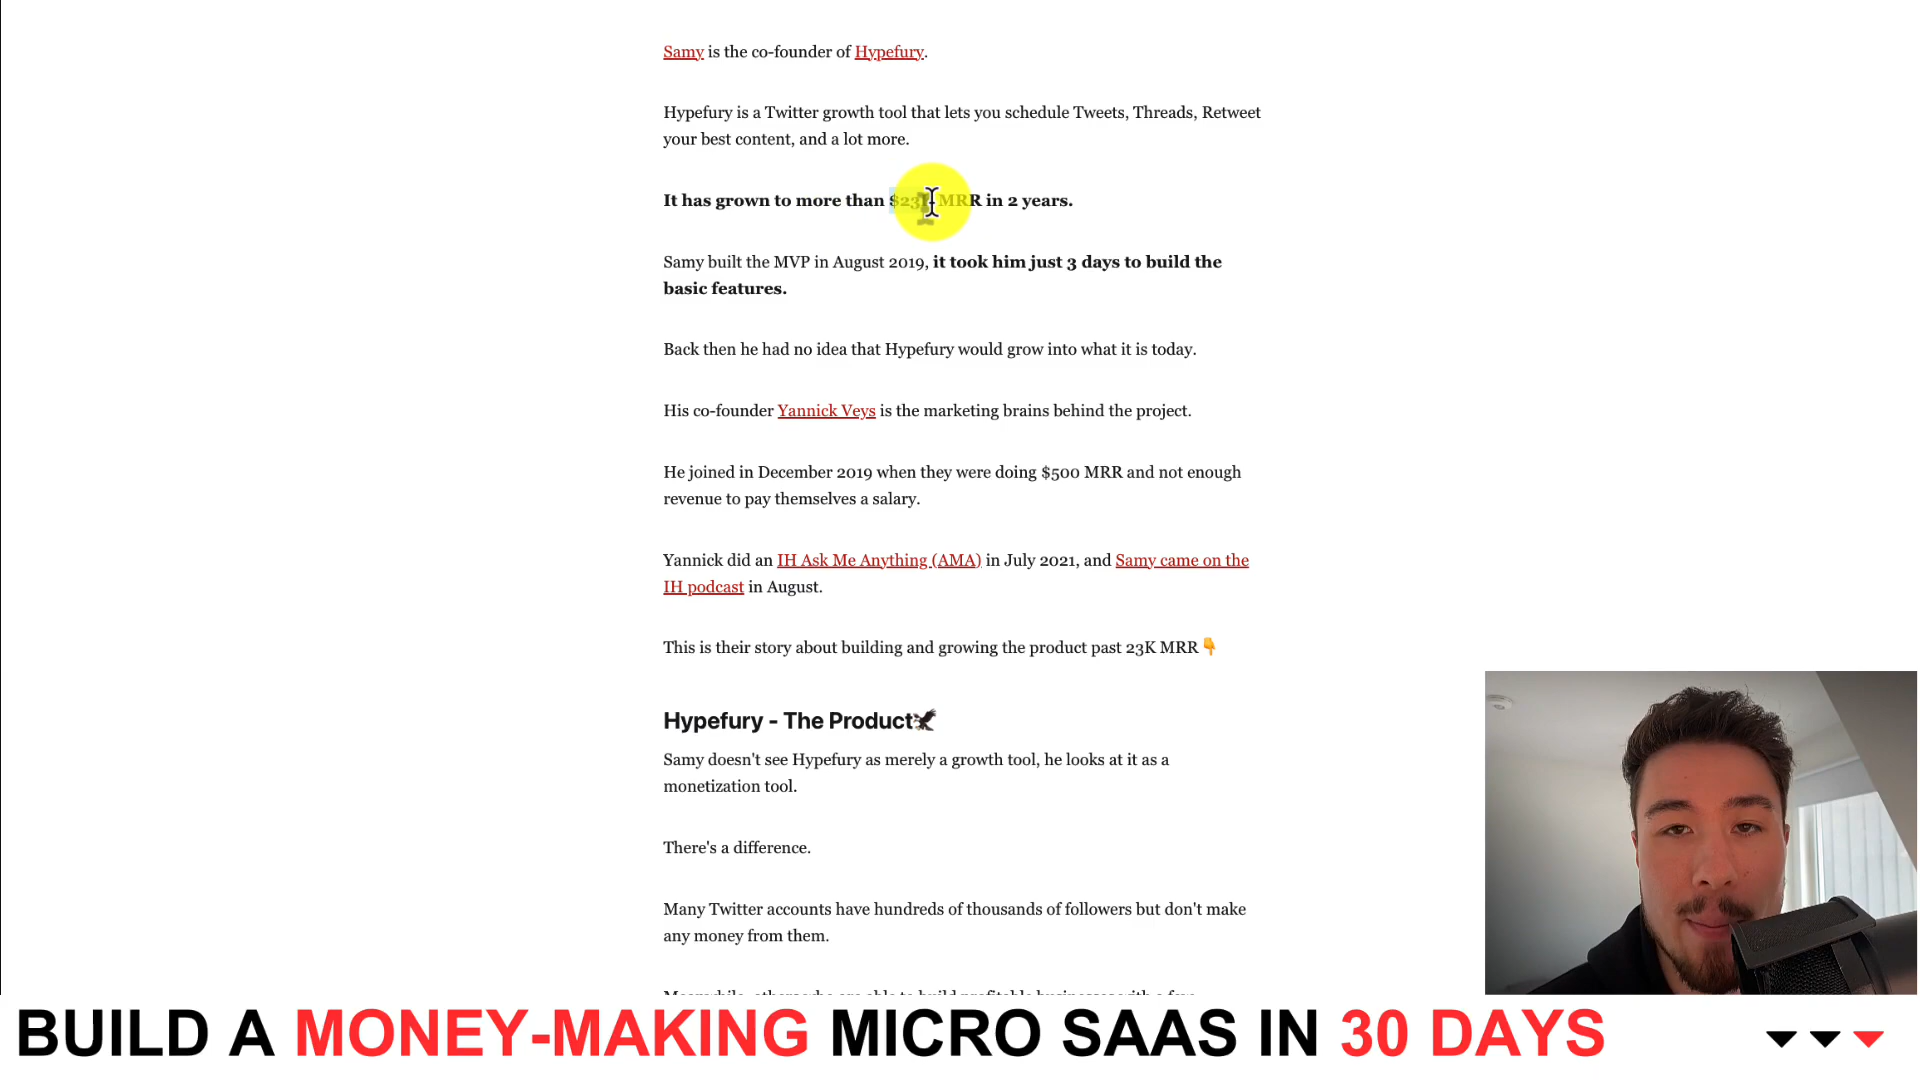 Samy is the co-founder of Hypefury.
Hypefury is a Twitter growth tool that lets you schedule Tweets, Threads, Retweet
your best content, and a lot more.
It has grown to more than MRR in 2 years.
Samy built the MVP in August 2019, it took him just 3 days to build the
basic features.
Back then he had no idea that Hypefury would grow into what it is today.
His co-founder Yannick Veys is the marketing brains behind the project.
He joined in December 2019 when they were doing $500 MRR and not enough
revenue to pay themselves a salary.
Yannick did an IH Ask Me Anything (AMA) in July 2021, and Samy came on the
IH podcast in August.
This is their story about building and growing the product past 23K MRR👇
Hypefury - The Product🦅
Samy doesn't see Hypefury as merely a growth tool, he looks at it as a
monetization tool.
There's a difference.
Many Twitter accounts have hundreds of thousands of followers but don't make
any money from them.
BUILD A MONEY-MAKING MICRO SAAS IN 30 DAYS